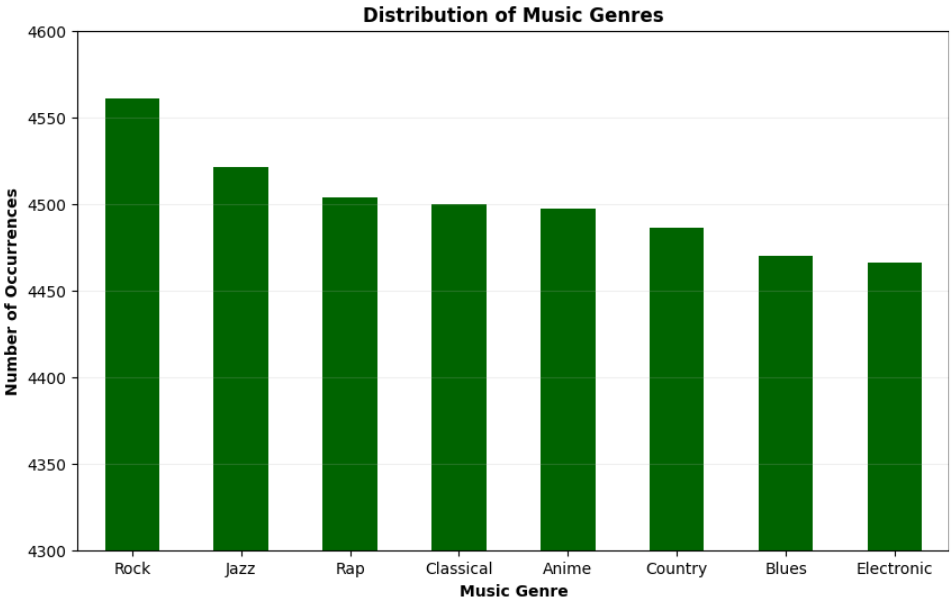 Distribution of Music Genres
4600
4550
4500
4450
4400
4350
4300
Number of Occurrences
Rock Jazz Rap Classical Anime Country Blues Electronic
Music Genre